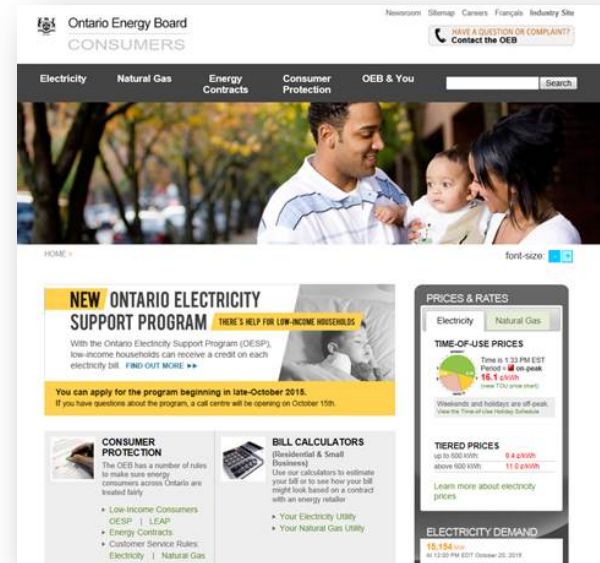 Newsroom Sitemap Careers Français Industry Site
Ontario Energy Board
CONSUMERS
HAVE A QUESTION OR COMPLAINT?
Contact the OEB
Electricity Natural Gas Energy Contracts Consumer Protection OEB & You Search
HOME >
font-size: - +
NEW ONTARIO ELECTRICITY
SUPPORT PROGRAM THERE'S HELP FOR LOW-INCOME HOUSEHOLDS
With the Ontario Electricity Support Program (OESP),
low-income households can receive a credit on each
electricity bill. FIND OUT MORE ►►
You can apply for the program beginning in late-October 2015.
If you have questions about the program, a call centre will be opening on October 15th.
CONSUMER
PROTECTION
The OEB has a number of rules
to make sure energy
consumers across Ontario are
treated fairly
Low-Income Consumers
OESP | LEAP
Energy Contracts
Customer Service Rules:
Electricity | Natural Gas
BILL CALCULATORS
(Residential & Small
Business)
Use our calculators to estimate
your bill or to see how your bill
might look based on a contract
with an energy retailer
Your Electricity Utility
Your Natural Gas Utility
PRICES & RATES
Electricity Natural Gas
TIME-OF-USE PRICES
Time is 1:33 PM EST
Period = on-peak
16.1 ¢/kWh
(view TOU price chart)
Weekends and holidays are off-peak.
View the Time-of-Use Holiday Schedule
TIERED PRICES
up to 600 kWh: 9.4 ¢/kWh
above 600 kWh: 11.0 ¢/kWh
Learn more about electricity
prices
ELECTRICITY DEMAND
15,154 MW
At 12:00 PM EDT October 20, 2015